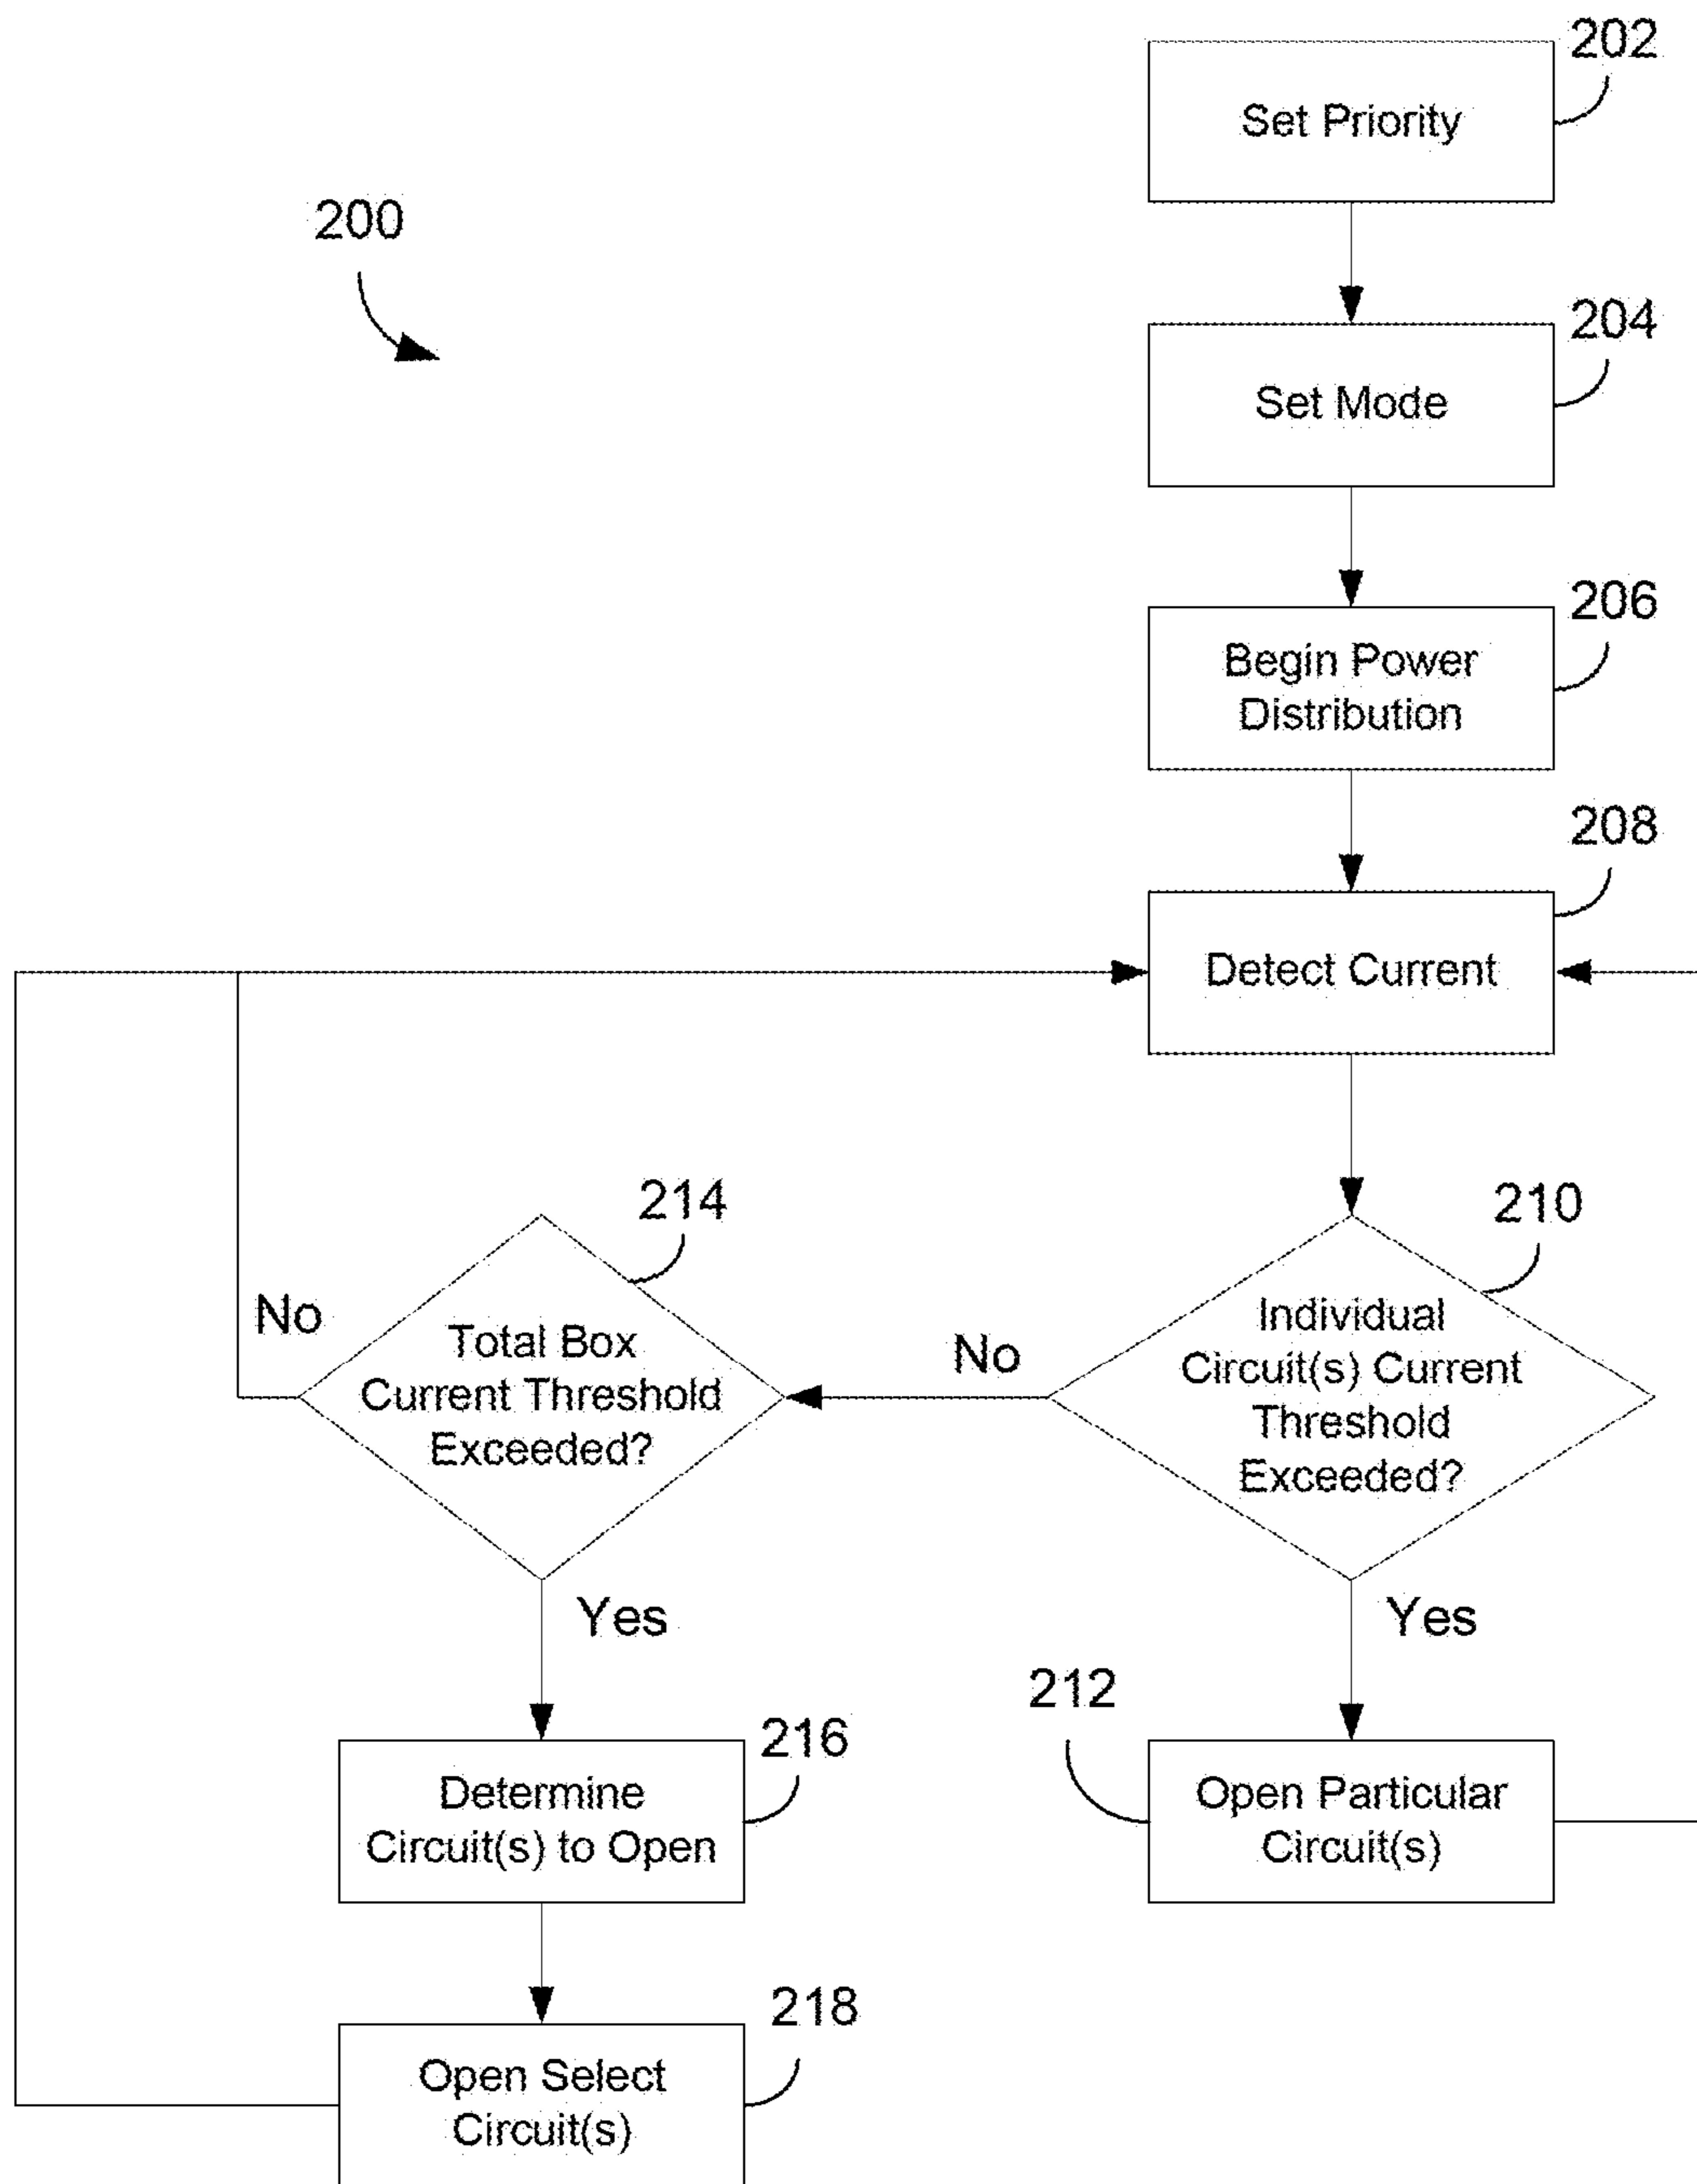 202
Set Priority
200
204
Set Mode
206
Begin Power
Distribution
208
Detect Current
210
Individual
Circuit(s) Current
Threshold
Exceeded?
214
Total Box
Current Threshold
Exceeded?
No
No
Yes
Yes
212
Open Particular
Circuit(s)
216
Determine
Circuit(s) to Open
218
Open Select
Circuit(s)